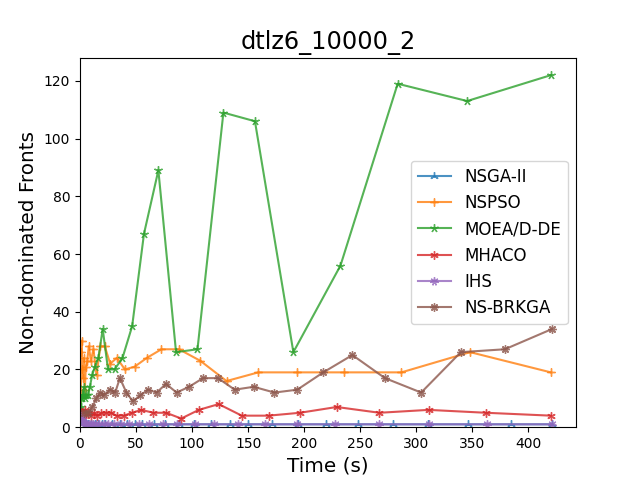 dtlz6_10000_2
Non-dominated Fronts
120
100
80
60
40
20
0
NSGA-II
NSPSO
MOEA/D-DE
MHACO
IHS
NS-BRKGA
0 50 100 150 200 250 300 350 400
Time (s)